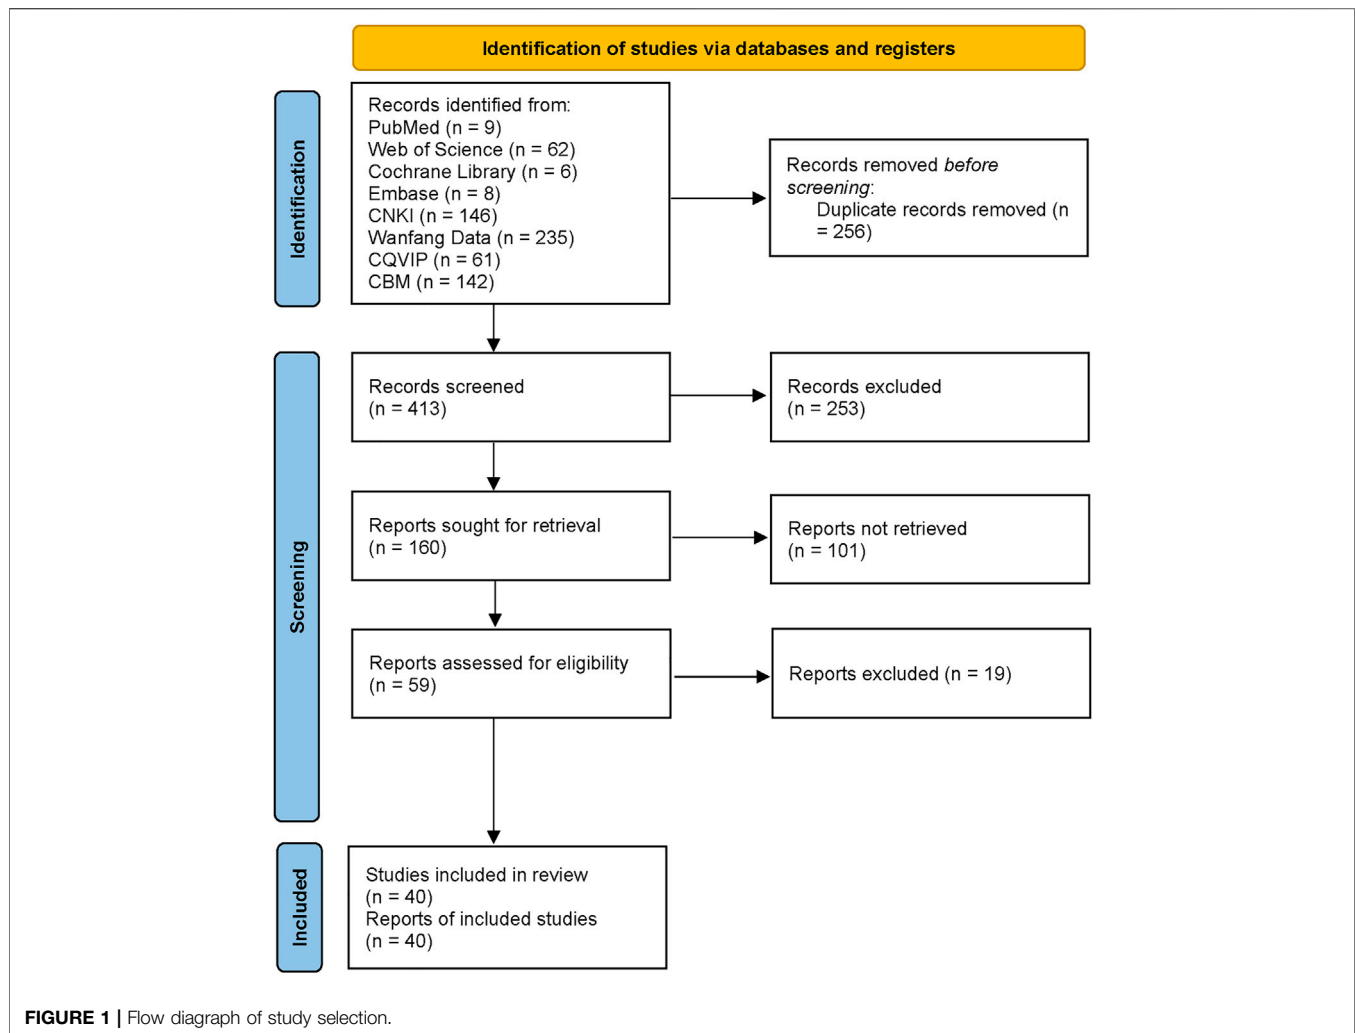 Identification of studies via databases and registers
Identification
Records identified from:
PubMed (n = 9)
Web of Science (n = 62)
Cochrane Library (n = 6)
Embase (n = 8)
CNKI (n = 146)
Wanfang Data (n = 235)
CQVIP (n = 61)
CBM (n = 142)
Records removed before
screening:
Duplicate records removed (n
= 256)
Screening
Records screened
(n = 413)
Records excluded
(n = 253)
Reports sought for retrieval
(n = 160)
Reports not retrieved
(n = 101)
Reports assessed for eligibility
(n = 59)
Reports excluded (n = 19)
Included
Studies included in review
(n = 40)
Reports of included studies
(n = 40)
FIGURE 1 | Flow diagraph of study selection.